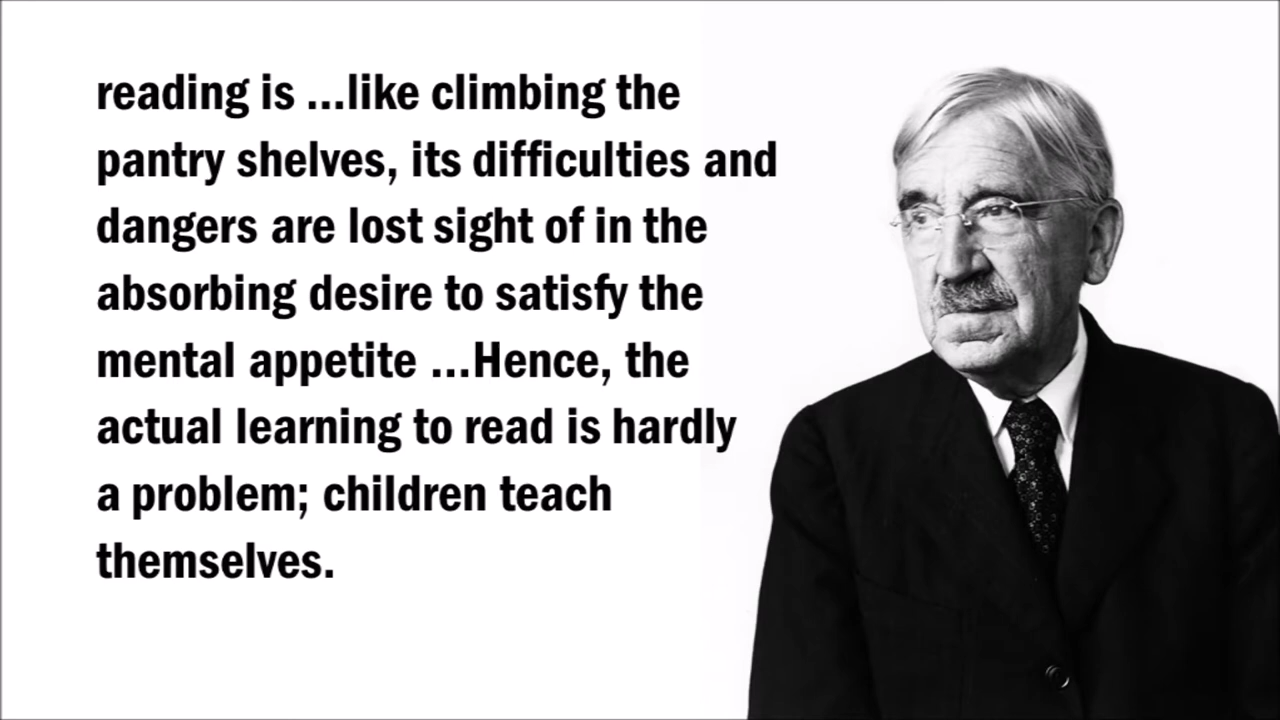 reading is ...like climbing the
pantry shelves, its difficulties and
dangers are lost sight of in the
absorbing desire to satisfy the
mental appetite ...Hence, the
actual learning to read is hardly
a problem; children teach
themselves.